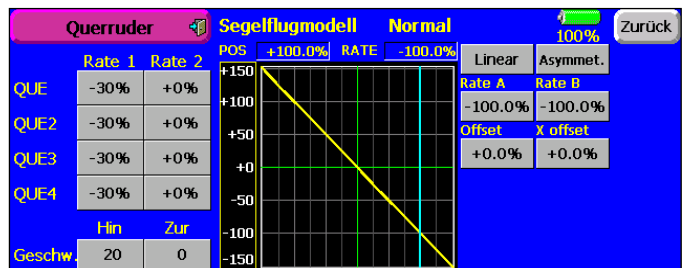 Querruder
Segelflugmodell Normal
100%
Zurück
POS +100.0% RATE -100.0%
Rate 1 Rate 2
QUE -30% +0%
QUE2 -30% +0%
QUE3 -30% +0%
QUE4 -30% +0%
Hin Zur
Geschw. 20 0
+150
+100
+50
+0
-50
-100
-150
Linear Asymmet.
Rate A Rate B
-100.0% -100.0%
Offset X offset
+0.0% +0.0%